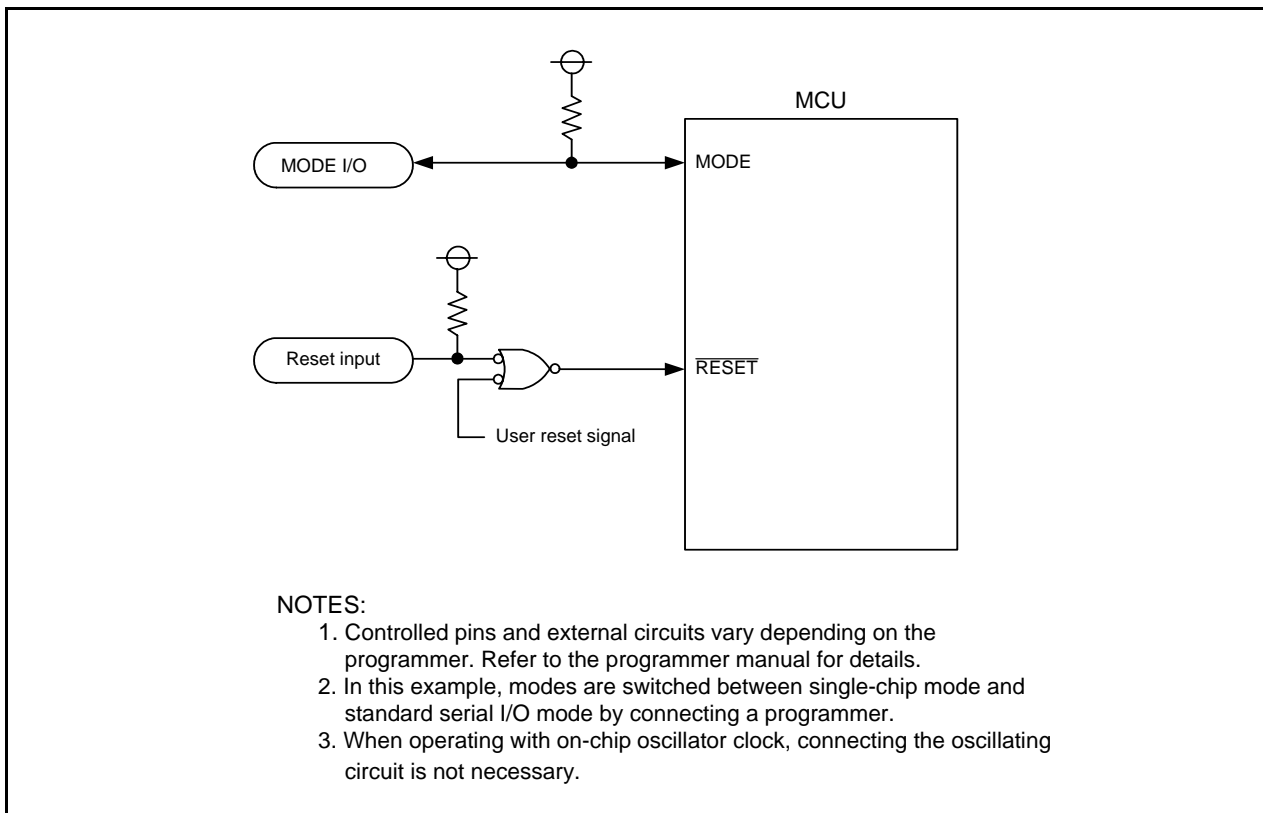 MCU
MODE I/O
MODE
Reset input
RESET
User reset signal
NOTES:
1. Controlled pins and external circuits vary depending on the
programmer. Refer to the programmer manual for details.
2. In this example, modes are switched between single-chip mode and
standard serial I/O mode by connecting a programmer.
3. When operating with on-chip oscillator clock, connecting the oscillating
circuit is not necessary.